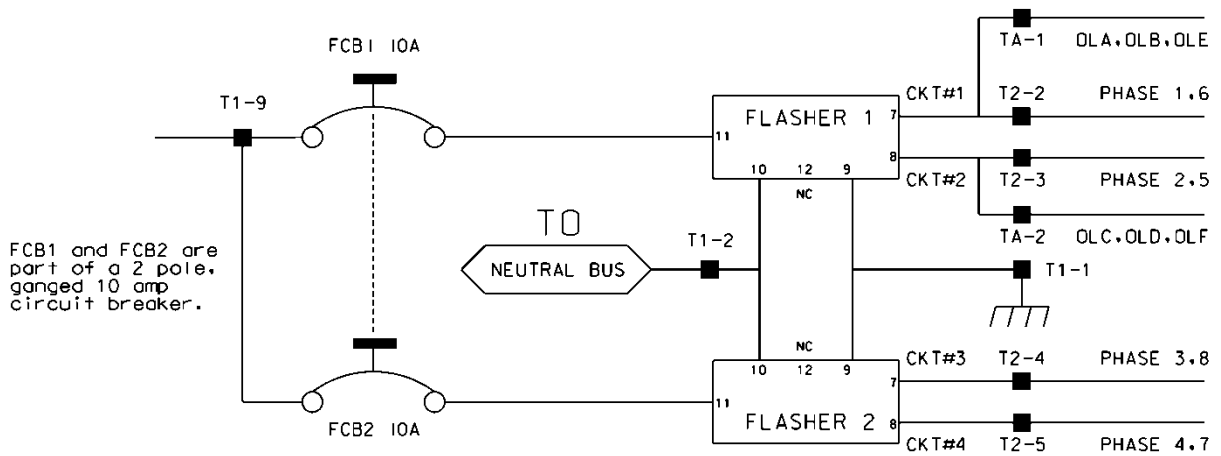 FCB1 10A
T1-9
TA-1 OLA,OLB,OLE
CKT#1 T2-2 PHASE 1,6
11 FLASHER 1 7
8
10 12 9
NC
CKT#2 T2-3 PHASE 2,5
TA-2 OLC,OLD,OLF
TO
NEUTRAL BUS
T1-2
T1-1
FCB1 and FCB2 are
part of a 2 pole,
ganged 10 amp
circuit breaker.
NC
10 12 9
CKT#3 T2-4 PHASE 3,8
7
11 FLASHER 2 8
CKT#4 T2-5 PHASE 4,7
FCB2 10A